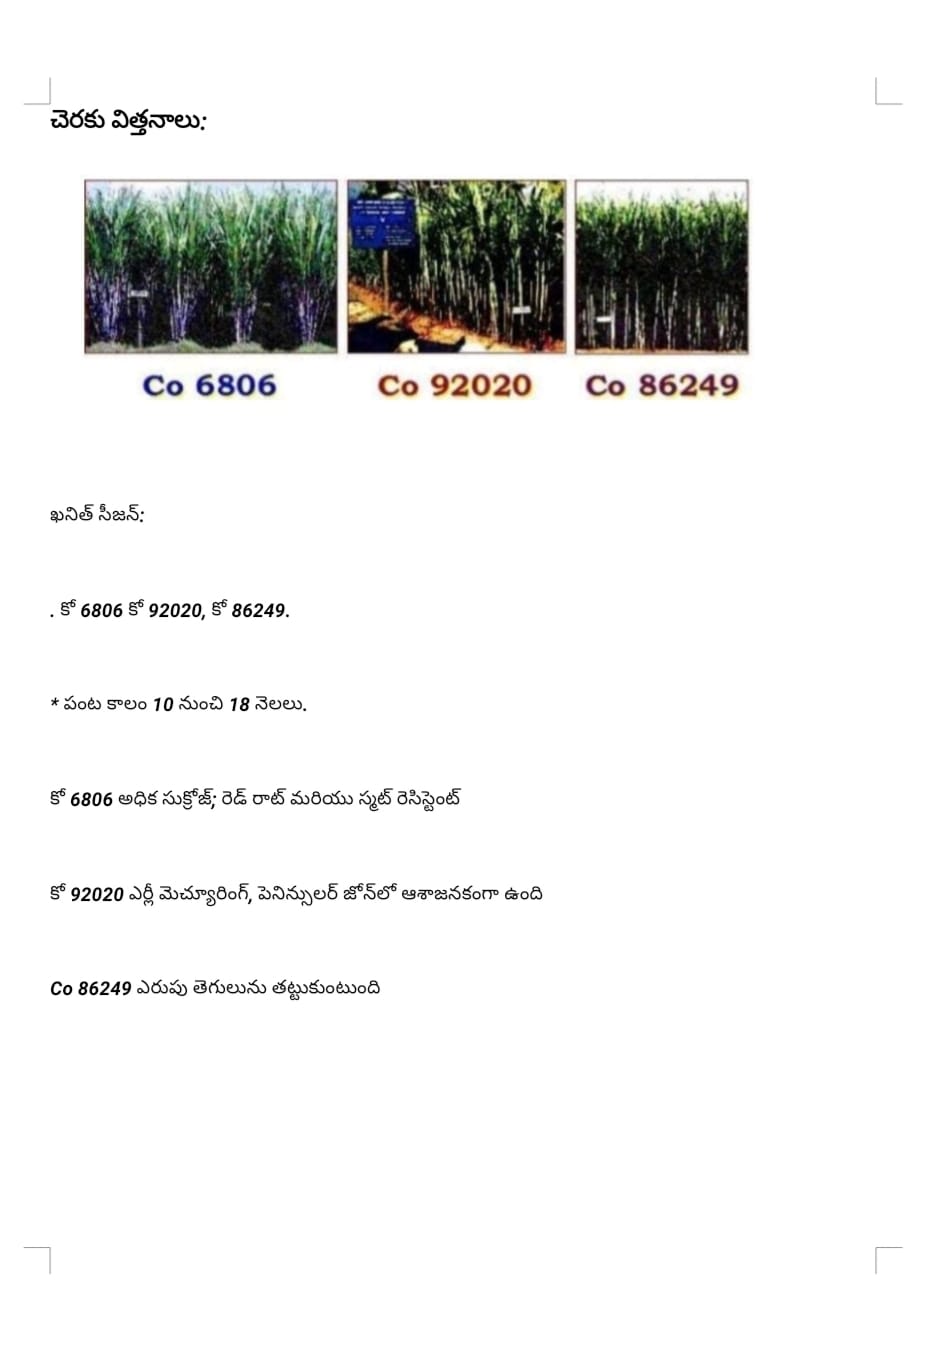 చెరకు విత్తనాలు:
Co 6806
Co 92020
Co 86249
ఖనిత్ సీజన్:
. కో 6806 కో 92020, కో 86249.
* పంట కాలం 10 నుంచి 18 నెలలు.
కో 6806 అధిక సుక్రోజ్; రెడ్ రాట్ మరియు స్మట్ రెసిస్టెంట్
కో 92020 ఎర్లీ మెచ్యూరింగ్, పెనిన్సులర్ జోన్‌లో ఆశాజనకంగా ఉంది
Co 86249 ఎరుపు తెగులును తట్టుకుంటుంది